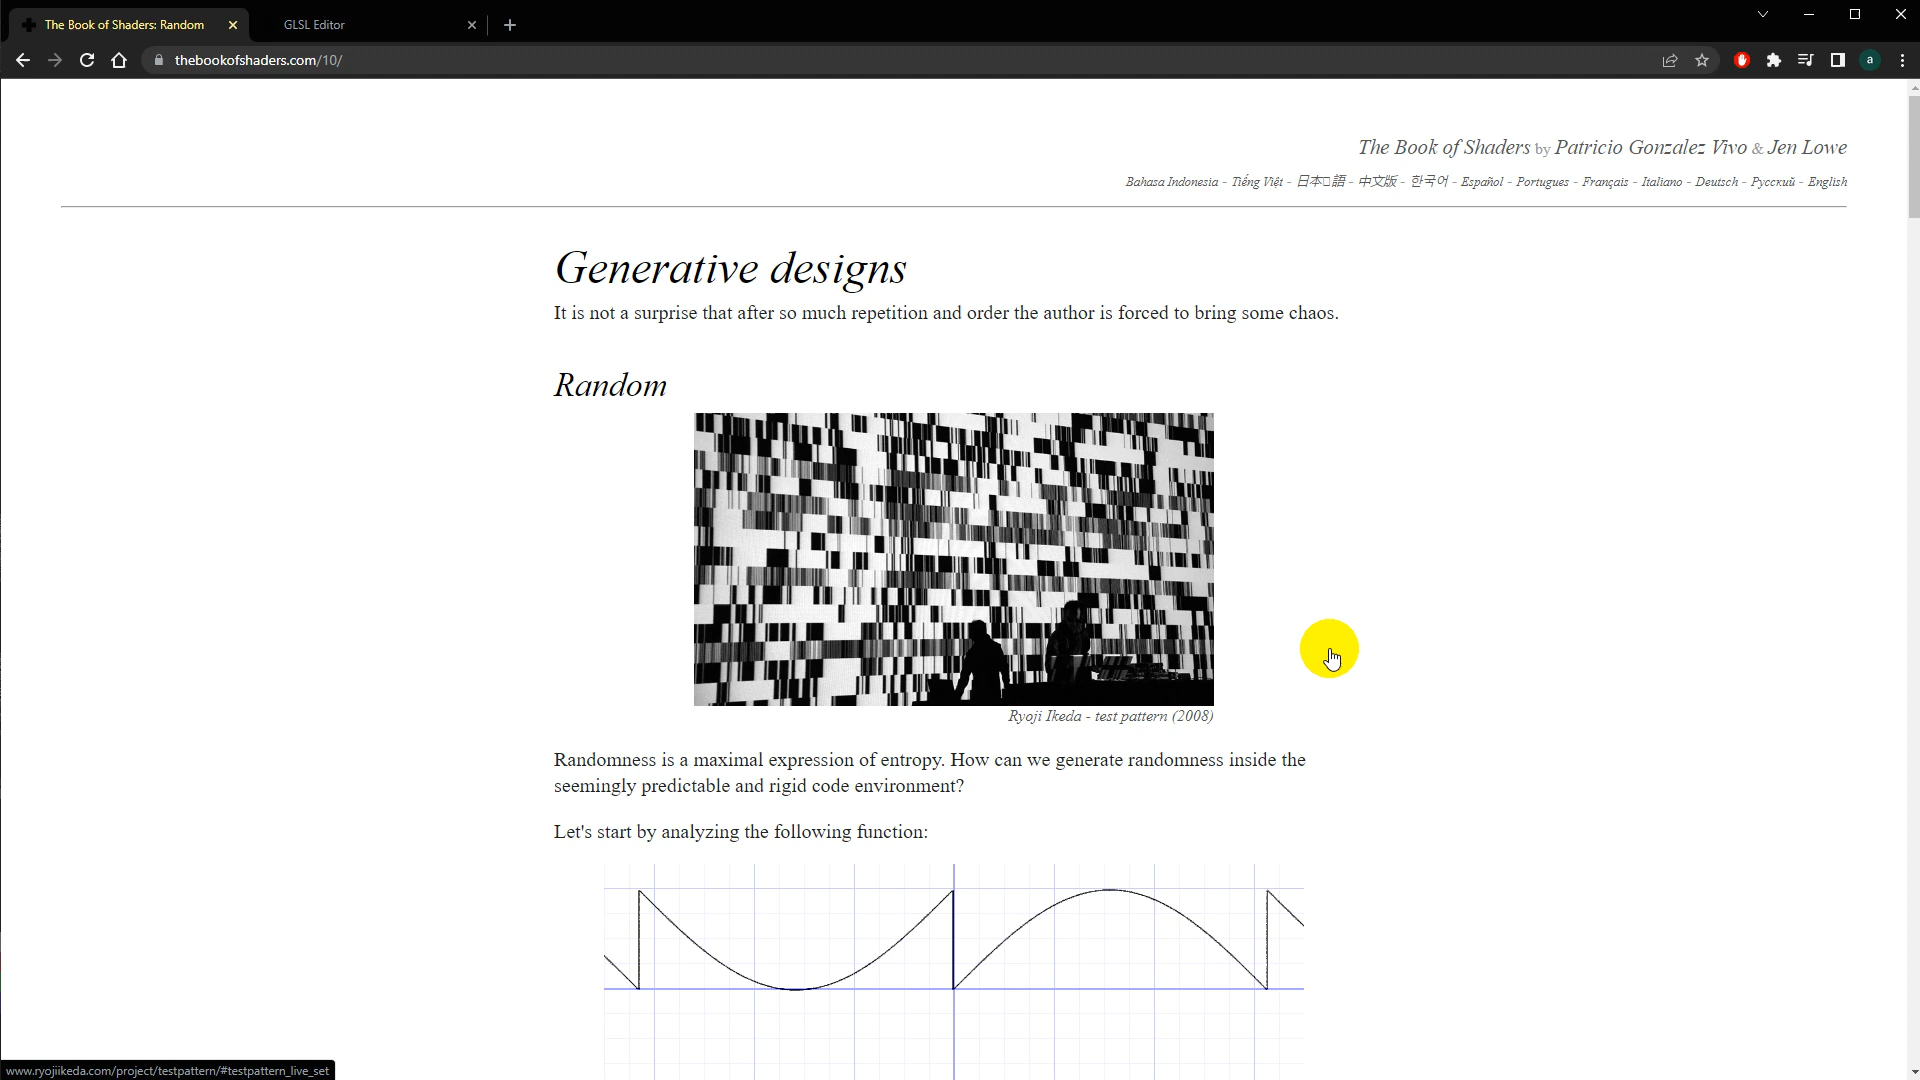 The Book of Shaders: Random
GLSL Editor
thebookofshaders.com/10/
a
The Book of Shaders by Patricio Gonzalez Vivo & Jen Lowe
Bahasa Indonesia - Tiếng Việt - 日本語 - 中文版 - 한국어 - Español - Portugues - Français - Italiano - Deutsch - Русский - English
Generative designs
It is not a surprise that after so much repetition and order the author is forced to bring some chaos.
Random
Ryoji Ikeda - test pattern (2008)
Randomness is a maximal expression of entropy. How can we generate randomness inside the
seemingly predictable and rigid code environment?
Let's start by analyzing the following function:
www.ryojiikeda.com/project/testpattern/#testpattern_live_set